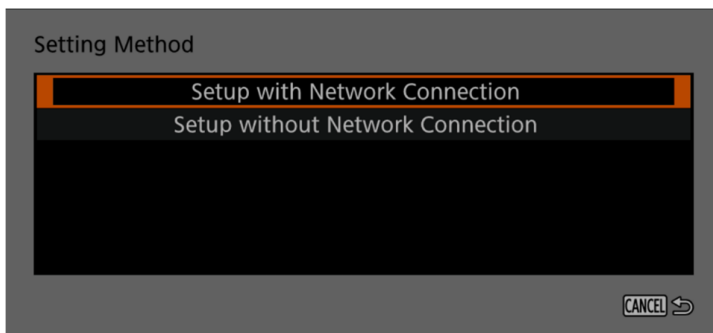 Setting Method
Setup with Network Connection
Setup without Network Connection
CANCEL